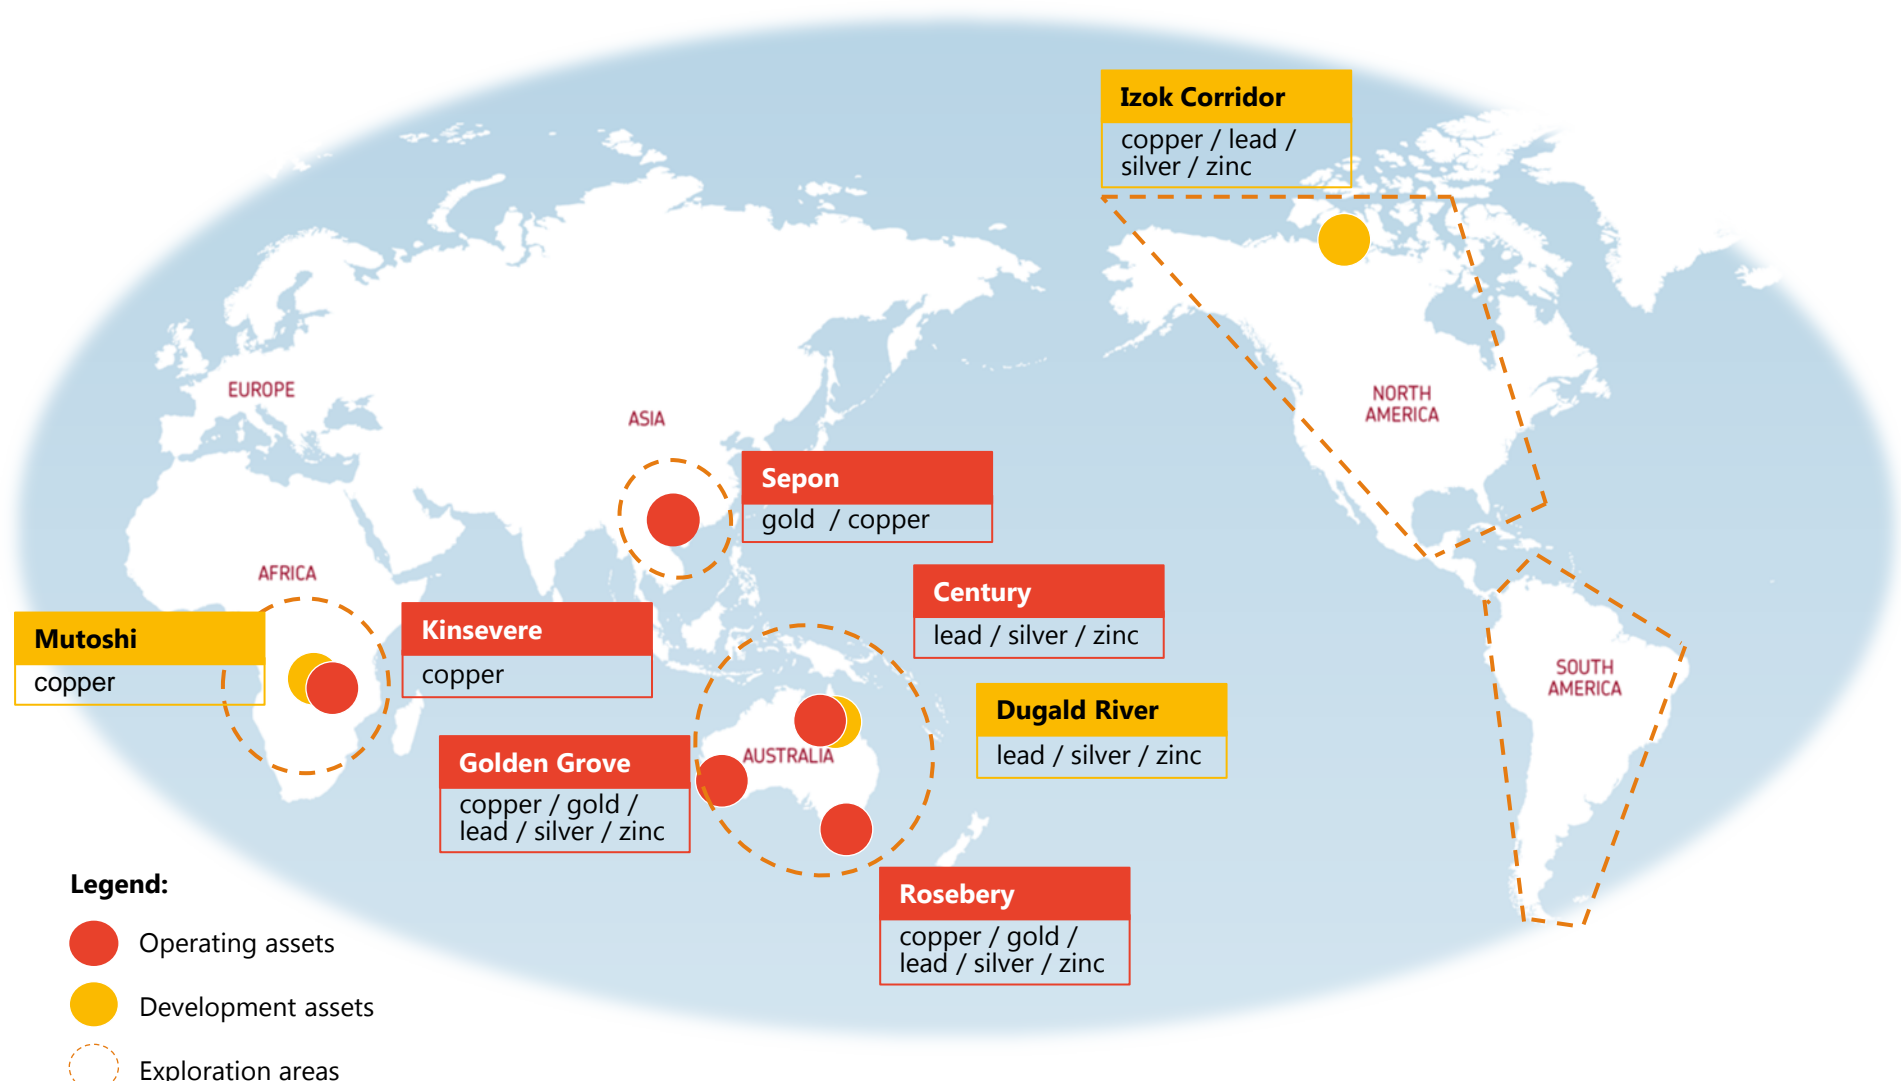 Izok Corridor
copper / lead /
silver / zinc
EUROPE
ASIA
NORTH
AMERICA
Sepon
gold / copper
AFRICA
Century
lead / silver / zinc
Mutoshi
copper
Kinsevere
copper
SOUTH
AMERICA
Dugald River
lead / silver / zinc
Golden Grove
copper / gold /
lead / silver / zinc
AUSTRALIA
Rosebery
copper / gold /
lead / silver / zinc
Legend:
Operating assets
Development assets
Exploration areas